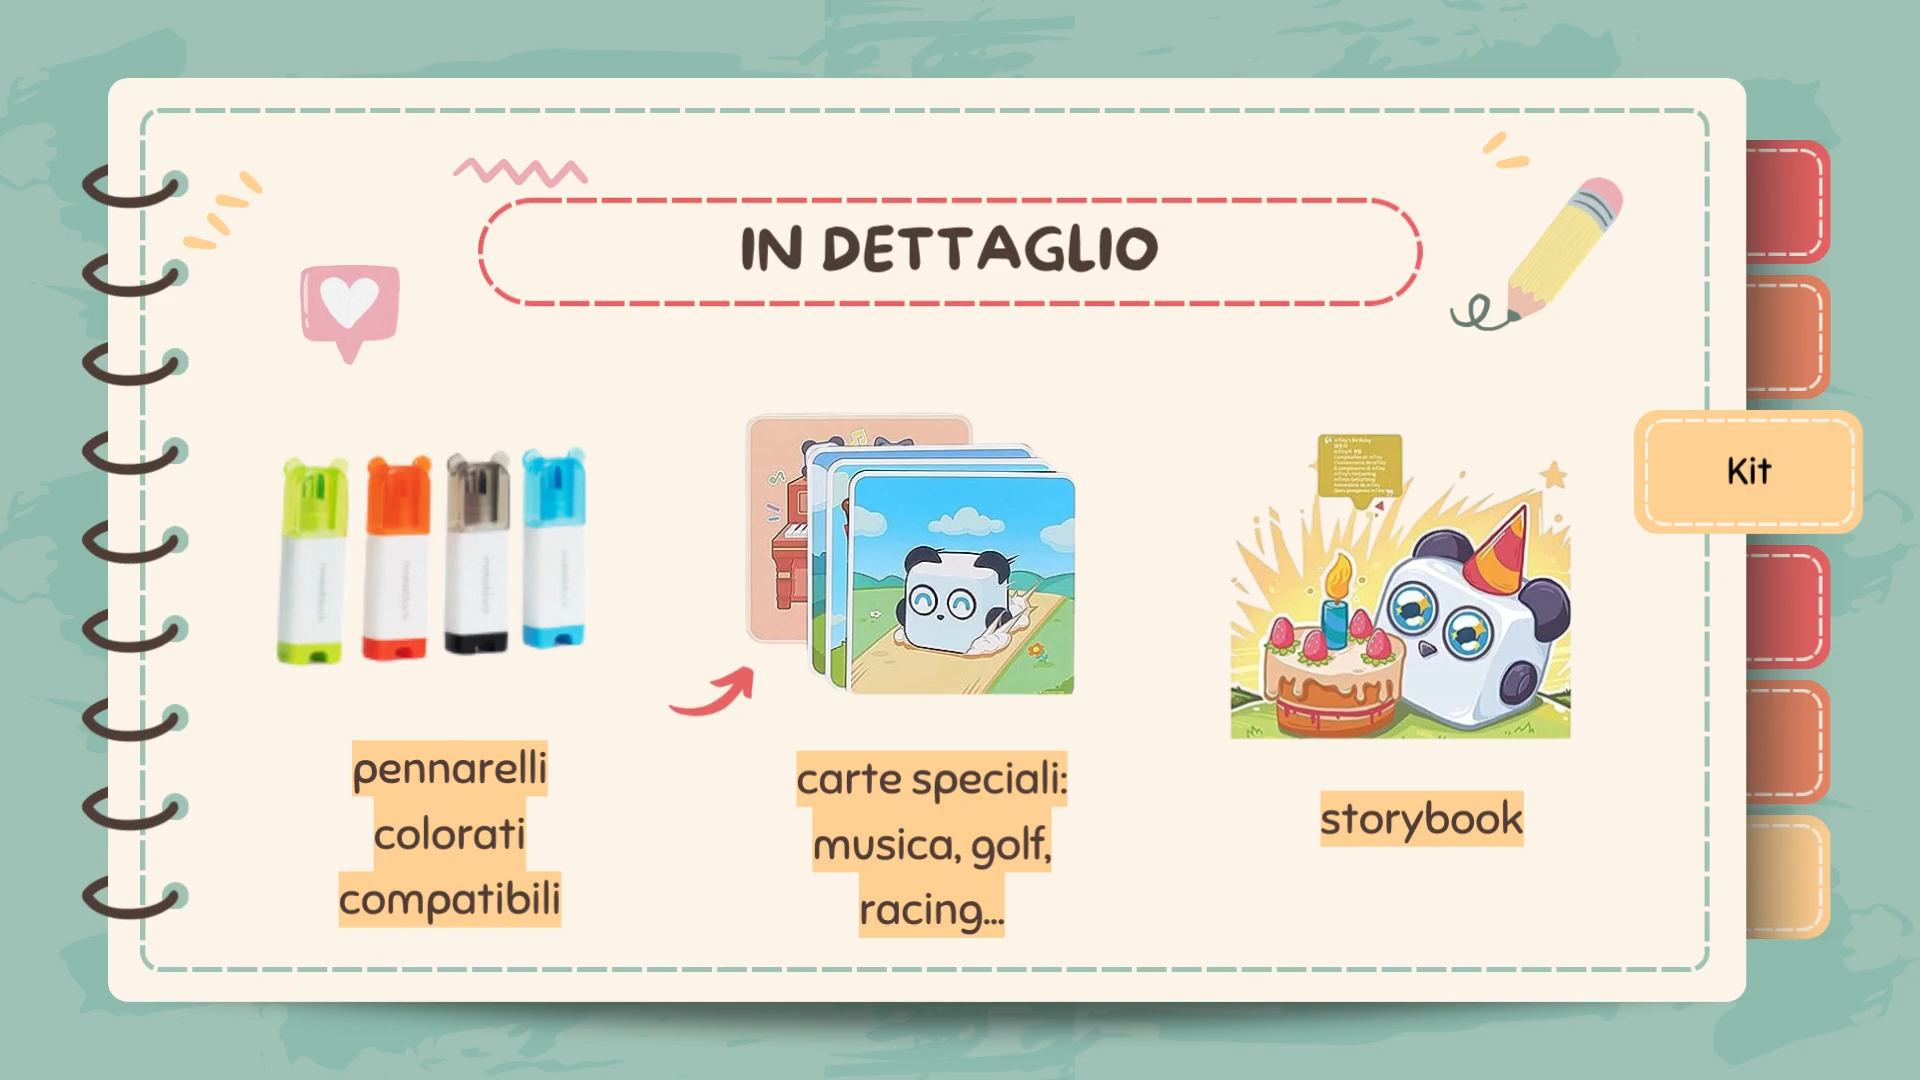 IN DETTAGLIO
Kit
pennarelli
colorati
compatibili
carte speciali:
musica, golf,
racing...
storybook